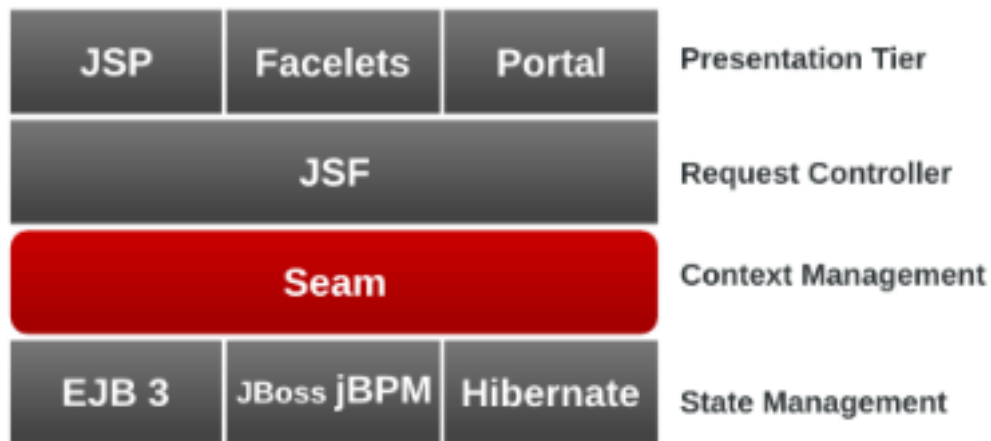 JSP Facelets Portal Presentation Tier
JSF Request Controller
Seam Context Management
EJB 3 JBoss jBPM Hibernate State Management